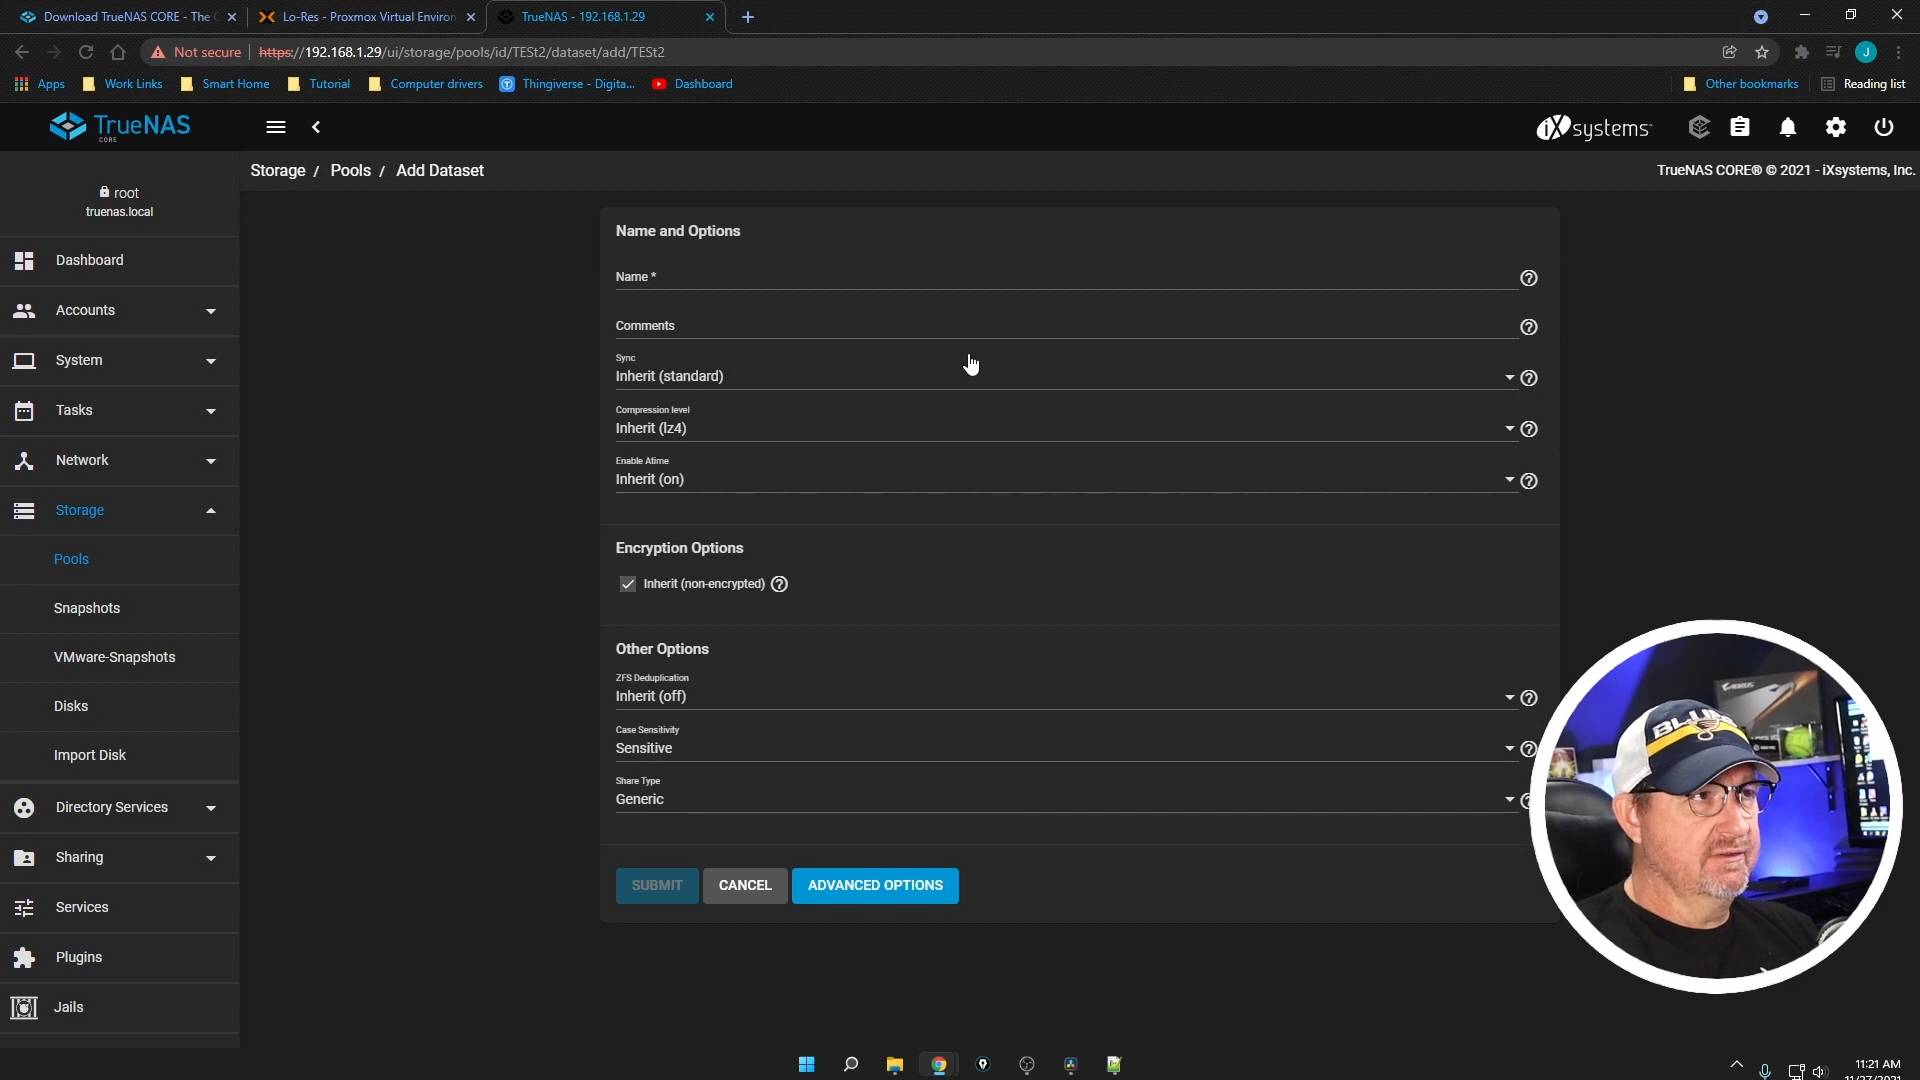 Download TrueNAS CORE - The
Lo-Res - Proxmox Virtual Environ
TrueNAS - 192.168.1.29
Not secure
https://192.168.1.29/ui/storage/pools/id/TESt2/dataset/add/TESt2
J
Apps
Work Links
Smart Home
Tutorial
Computer drivers
Thingiverse - Digita...
Dashboard
Other bookmarks
Reading list
TrueNAS
CORE
iXsystems
Storage / Pools / Add Dataset
TrueNAS CORE® © 2021 - iXsystems, Inc.
root
truenas.local
Dashboard
Accounts
System
Tasks
Network
Storage
Pools
Snapshots
VMware-Snapshots
Disks
Import Disk
Directory Services
Sharing
Services
Plugins
Jails
Name and Options
Name *
Comments
Sync
Inherit (standard)
Compression level
Inherit (lz4)
Enable Atime
Inherit (on)
Encryption Options
Inherit (non-encrypted)
Other Options
ZFS Deduplication
Inherit (off)
Case Sensitivity
Sensitive
Share Type
Generic
SUBMIT
CANCEL
ADVANCED OPTIONS
11:21 AM
11/27/2021